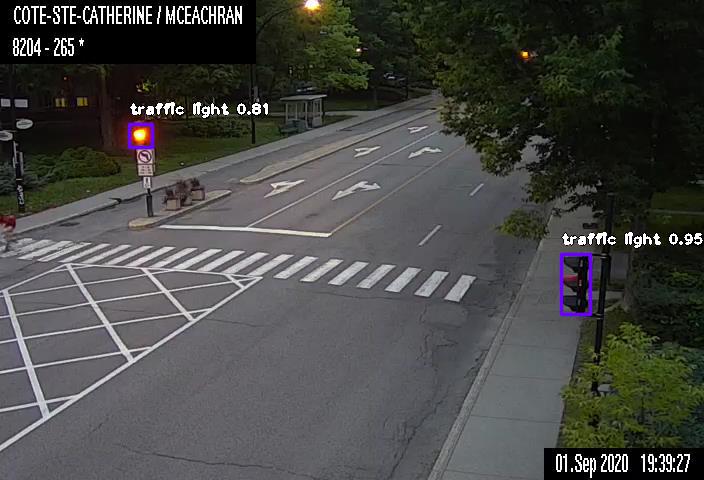 COTE-STE-CATHERINE / MCEACHRAN
8204 - 265 *
traffic light 0.81
traffic light 0.95
01.Sep 2020 19:39:27